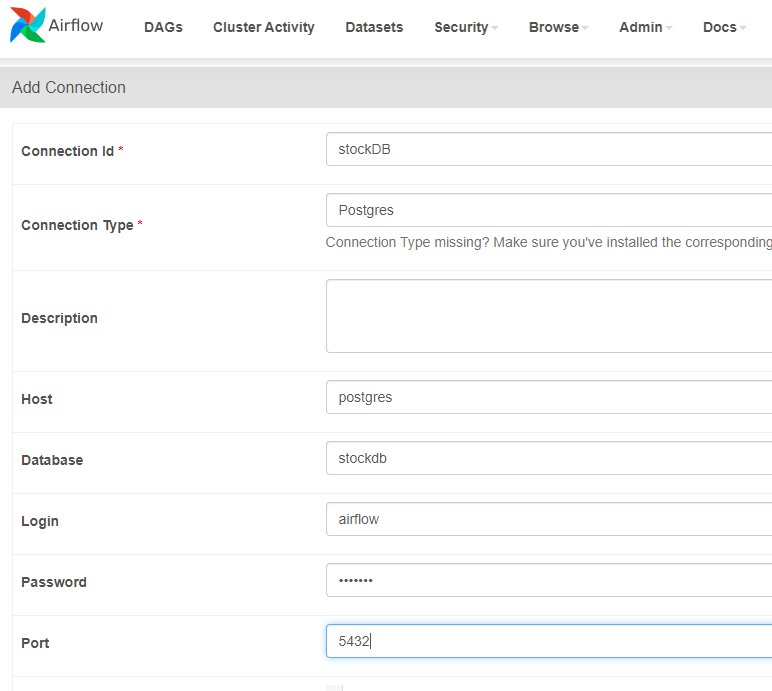 Airflow DAGs Cluster Activity Datasets Security Browse Admin Docs
Add Connection
Connection Id * stockDB
Connection Type * Postgres
Connection Type missing? Make sure you've installed the corresponding
Description
Host postgres
Database stockdb
Login airflow
Password •••••••
Port 5432